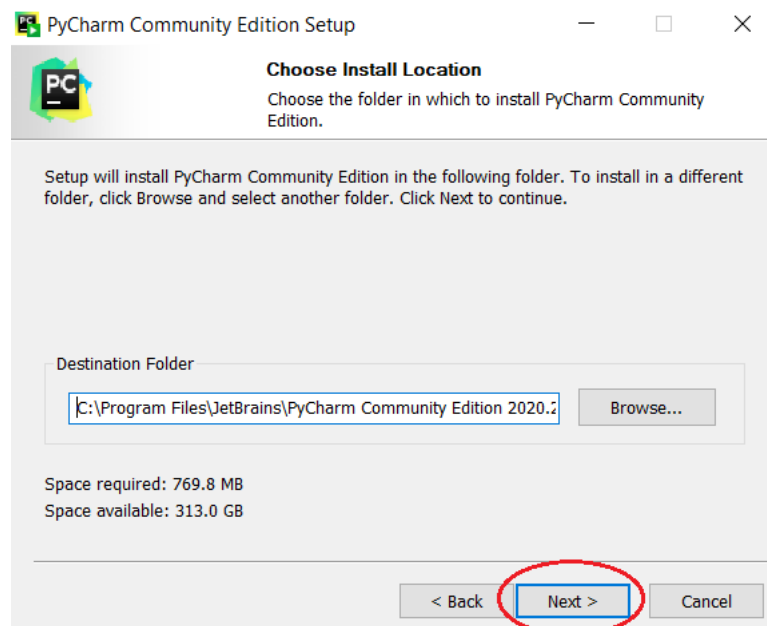 PyCharm Community Edition Setup
PC
Choose Install Location
Choose the folder in which to install PyCharm Community
Edition.
Setup will install PyCharm Community Edition in the following folder. To install in a different
folder, click Browse and select another folder. Click Next to continue.
Destination Folder
C:\Program Files\JetBrains\PyCharm Community Edition 2020.2
Browse...
Space required: 769.8 MB
Space available: 313.0 GB
< Back Next > Cancel